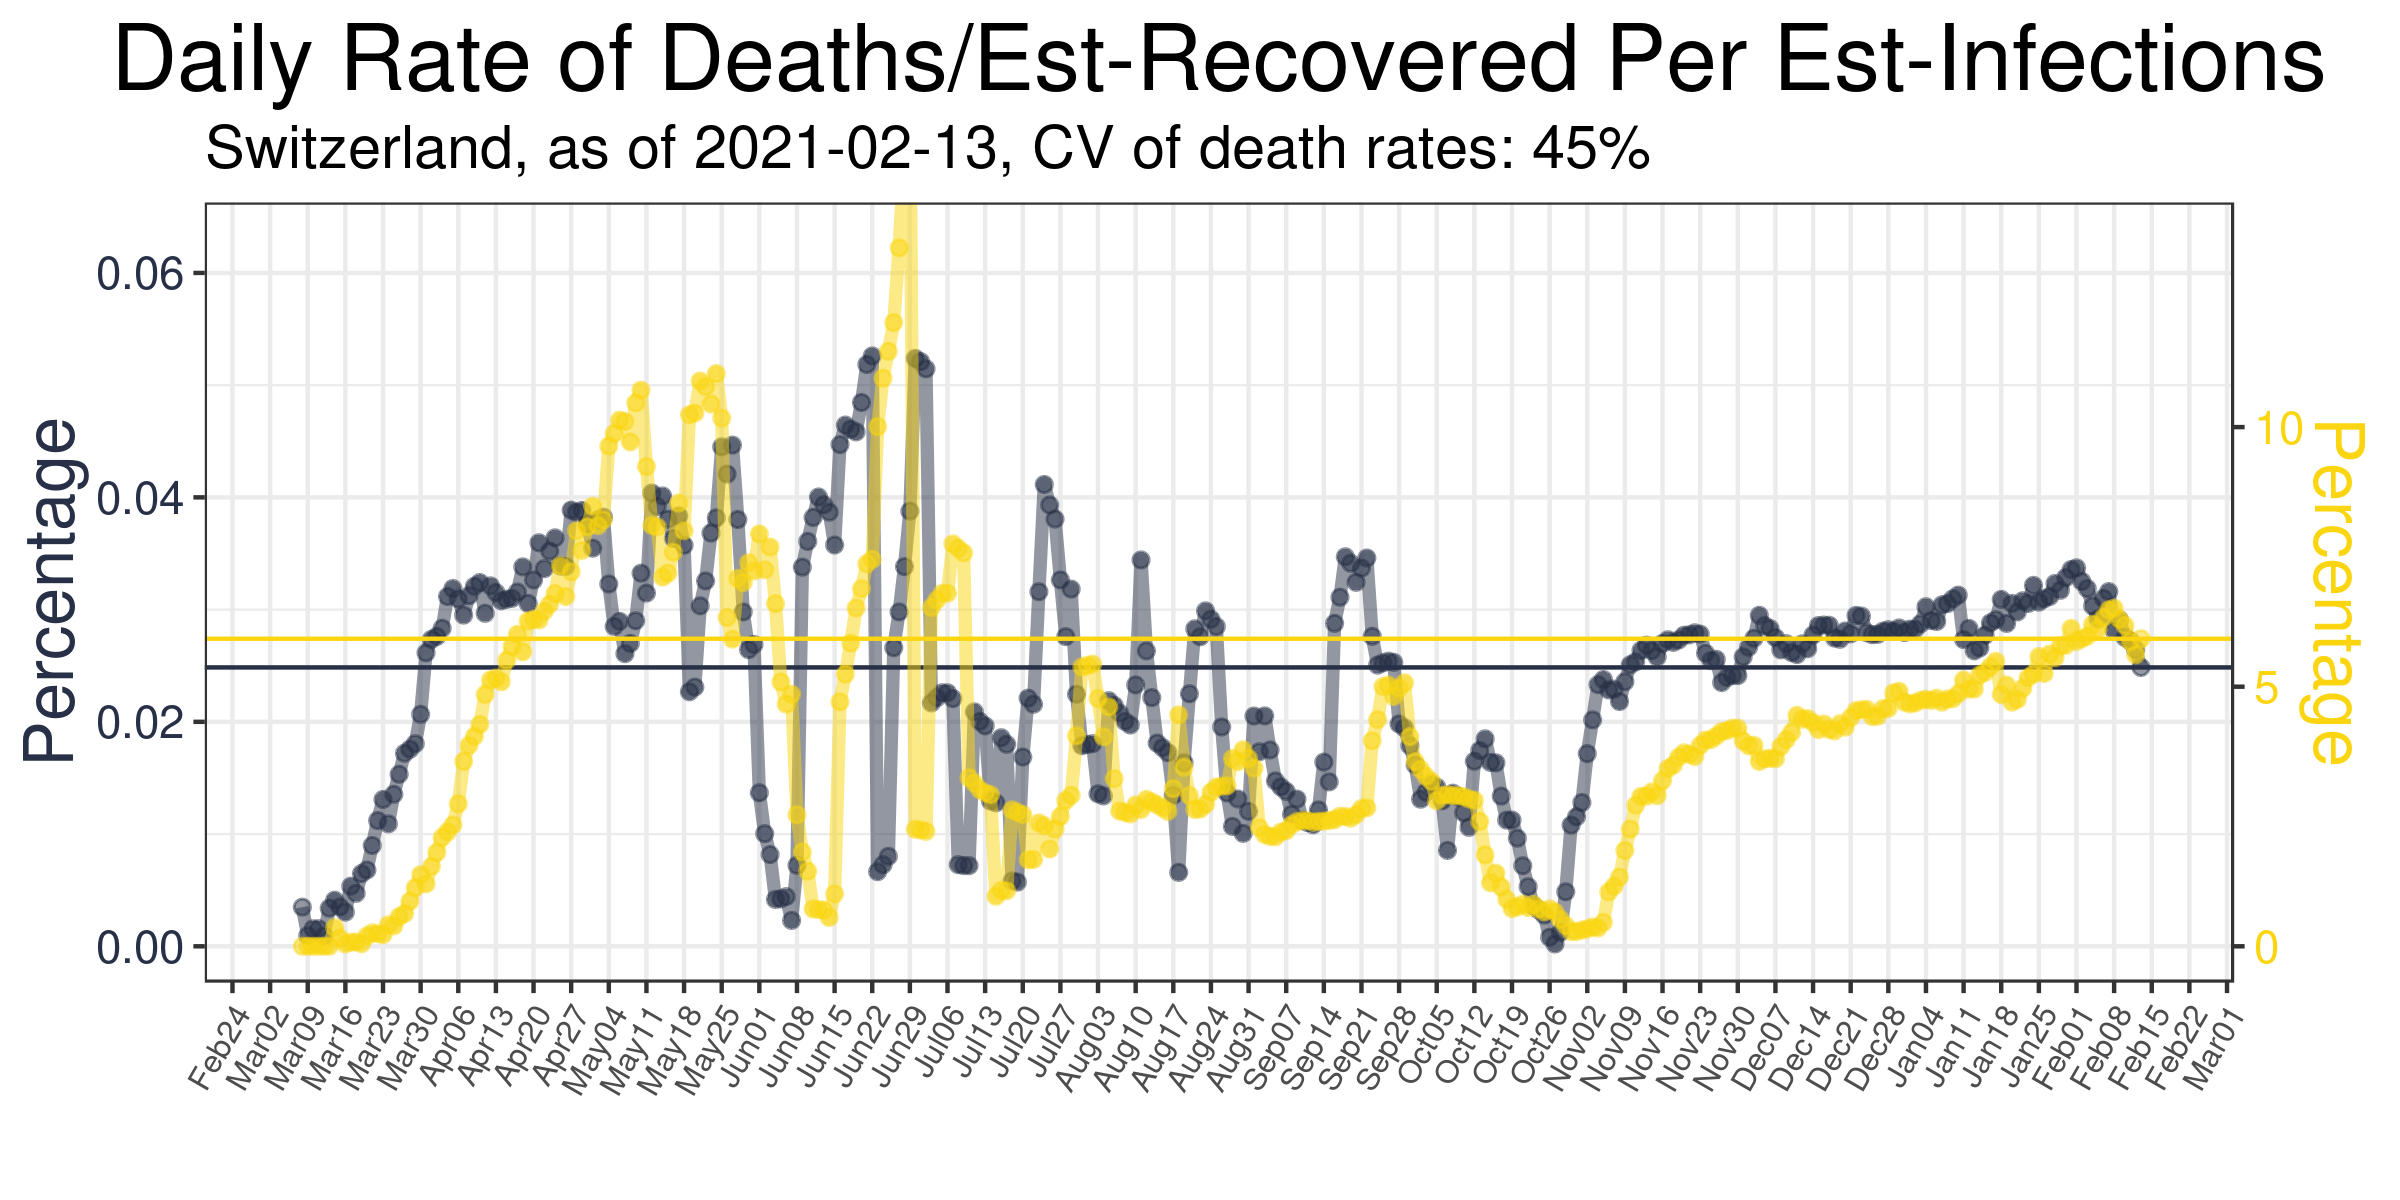 Daily Rate of Deaths/Est-Recovered Per Est-Infections
Switzerland, as of 2021-02-13, CV of death rates: 45%
Percentage
0.06
0.04
0.02
0.00
10
5
0
Percentage
Feb24
Mar02
Mar09
Mar16
Mar23
Mar30
Apr06
Apr13
Apr20
Apr27
May04
May11
May18
May25
Jun01
Jun08
Jun15
Jun22
Jun29
Jul06
Jul13
Jul20
Jul27
Aug03
Aug10
Aug17
Aug24
Aug31
Sep07
Sep14
Sep21
Sep28
Oct05
Oct12
Oct19
Oct26
Nov02
Nov09
Nov16
Nov23
Nov30
Dec07
Dec14
Dec21
Dec28
Jan04
Jan11
Jan18
Jan25
Feb01
Feb08
Feb15
Feb22
Mar01